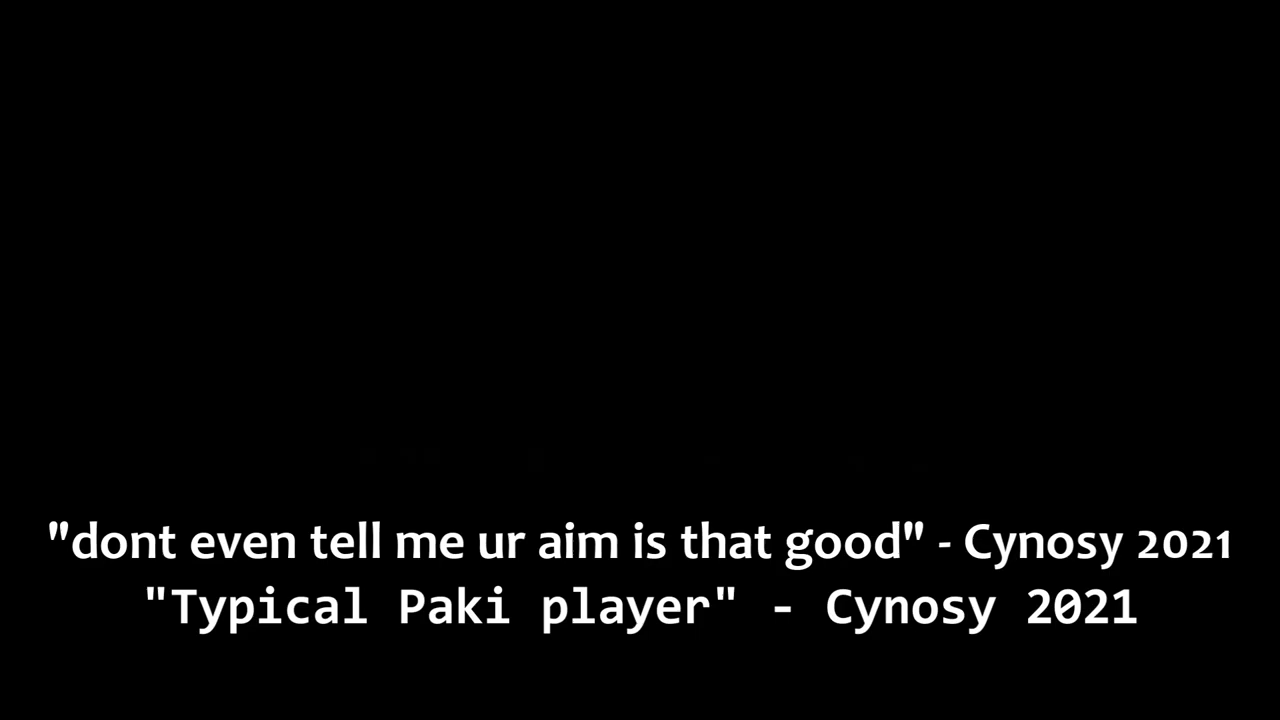 "dont even tell me ur aim is that good" - Cynosy 2021
"Typical Paki player" - Cynosy 2021